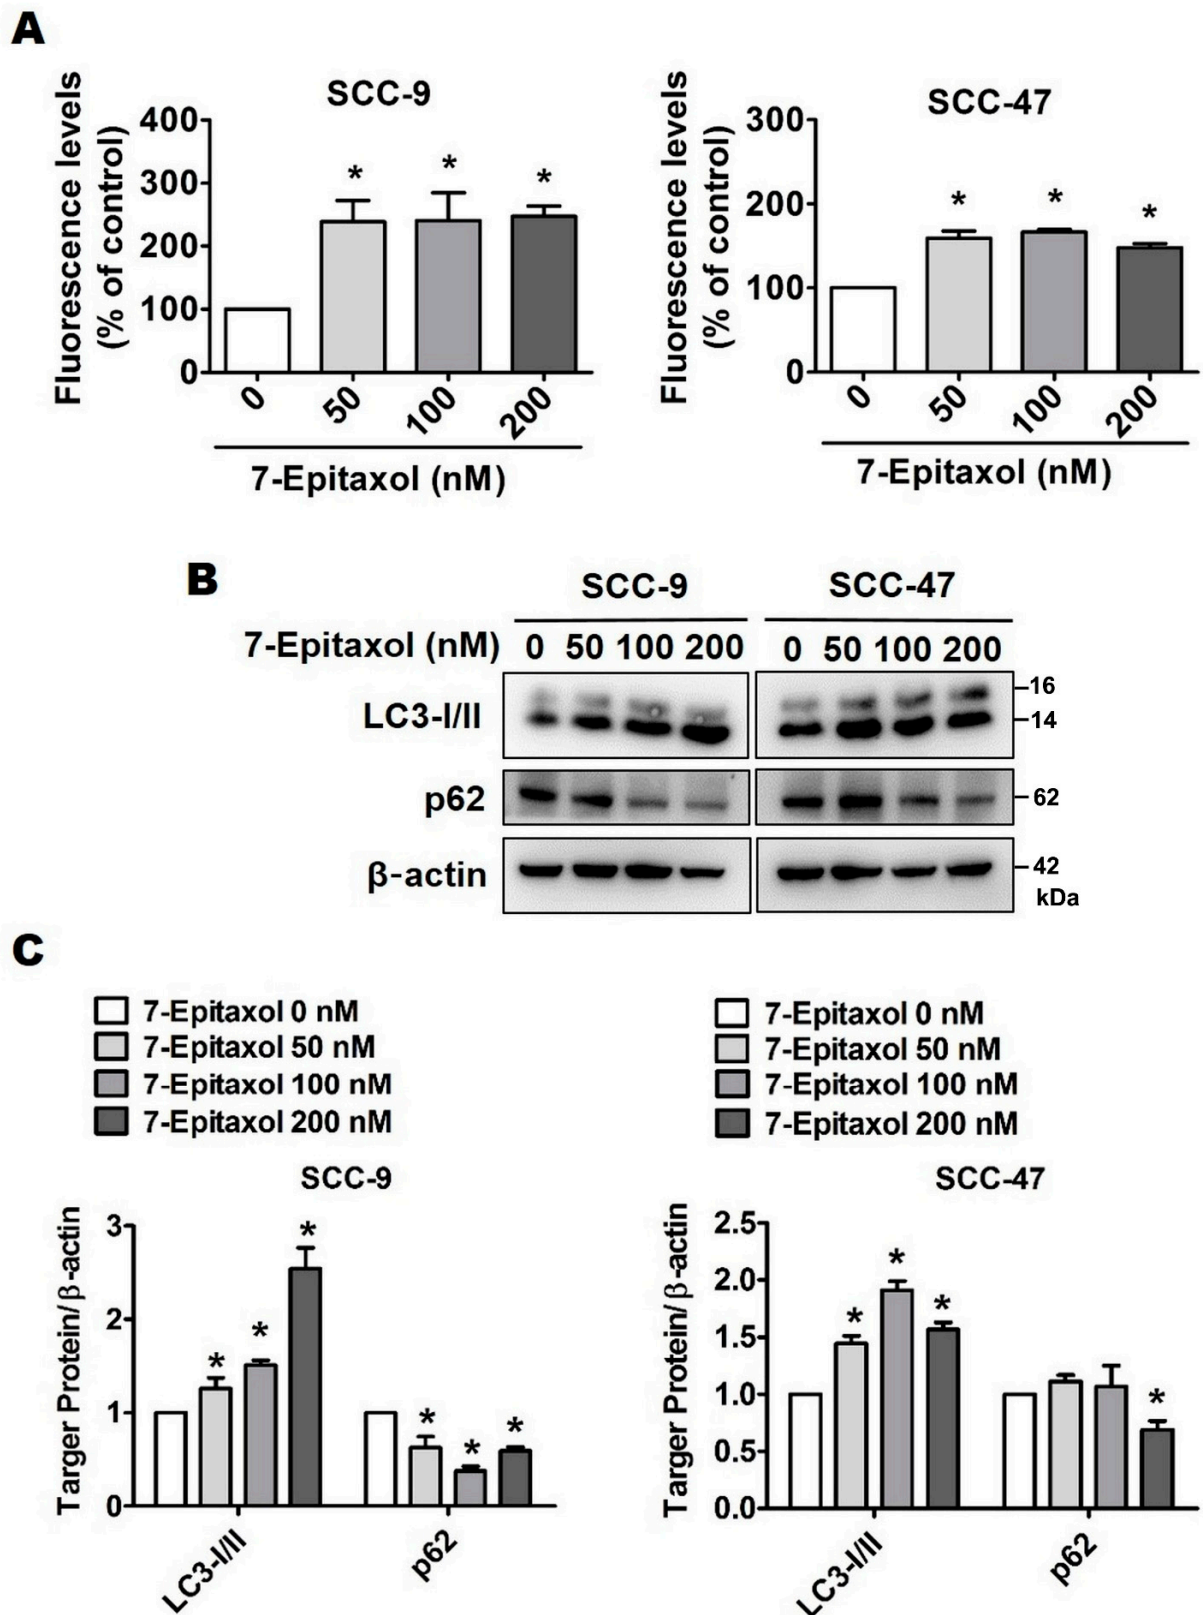 A
SCC-9
Fluorescence levels
(% of control)
400
300
200
100
0
* * *
0 50 100 200
7-Epitaxol (nM)
SCC-47
Fluorescence levels
(% of control)
300
200
100
0
* * *
0 50 100 200
7-Epitaxol (nM)
B
SCC-9 SCC-47
7-Epitaxol (nM) 0 50 100 200 0 50 100 200
LC3-I/II
16
14
p62
62
β-actin
42
kDa
C
7-Epitaxol 0 nM
7-Epitaxol 50 nM
7-Epitaxol 100 nM
7-Epitaxol 200 nM
SCC-9
Targer Protein/β-actin
3
2
1
0
* * * * * *
LC3-I/II p62
7-Epitaxol 0 nM
7-Epitaxol 50 nM
7-Epitaxol 100 nM
7-Epitaxol 200 nM
SCC-47
Targer Protein/β-actin
2.5
2.0
1.5
1.0
0.5
0.0
* * * *
LC3-I/II p62